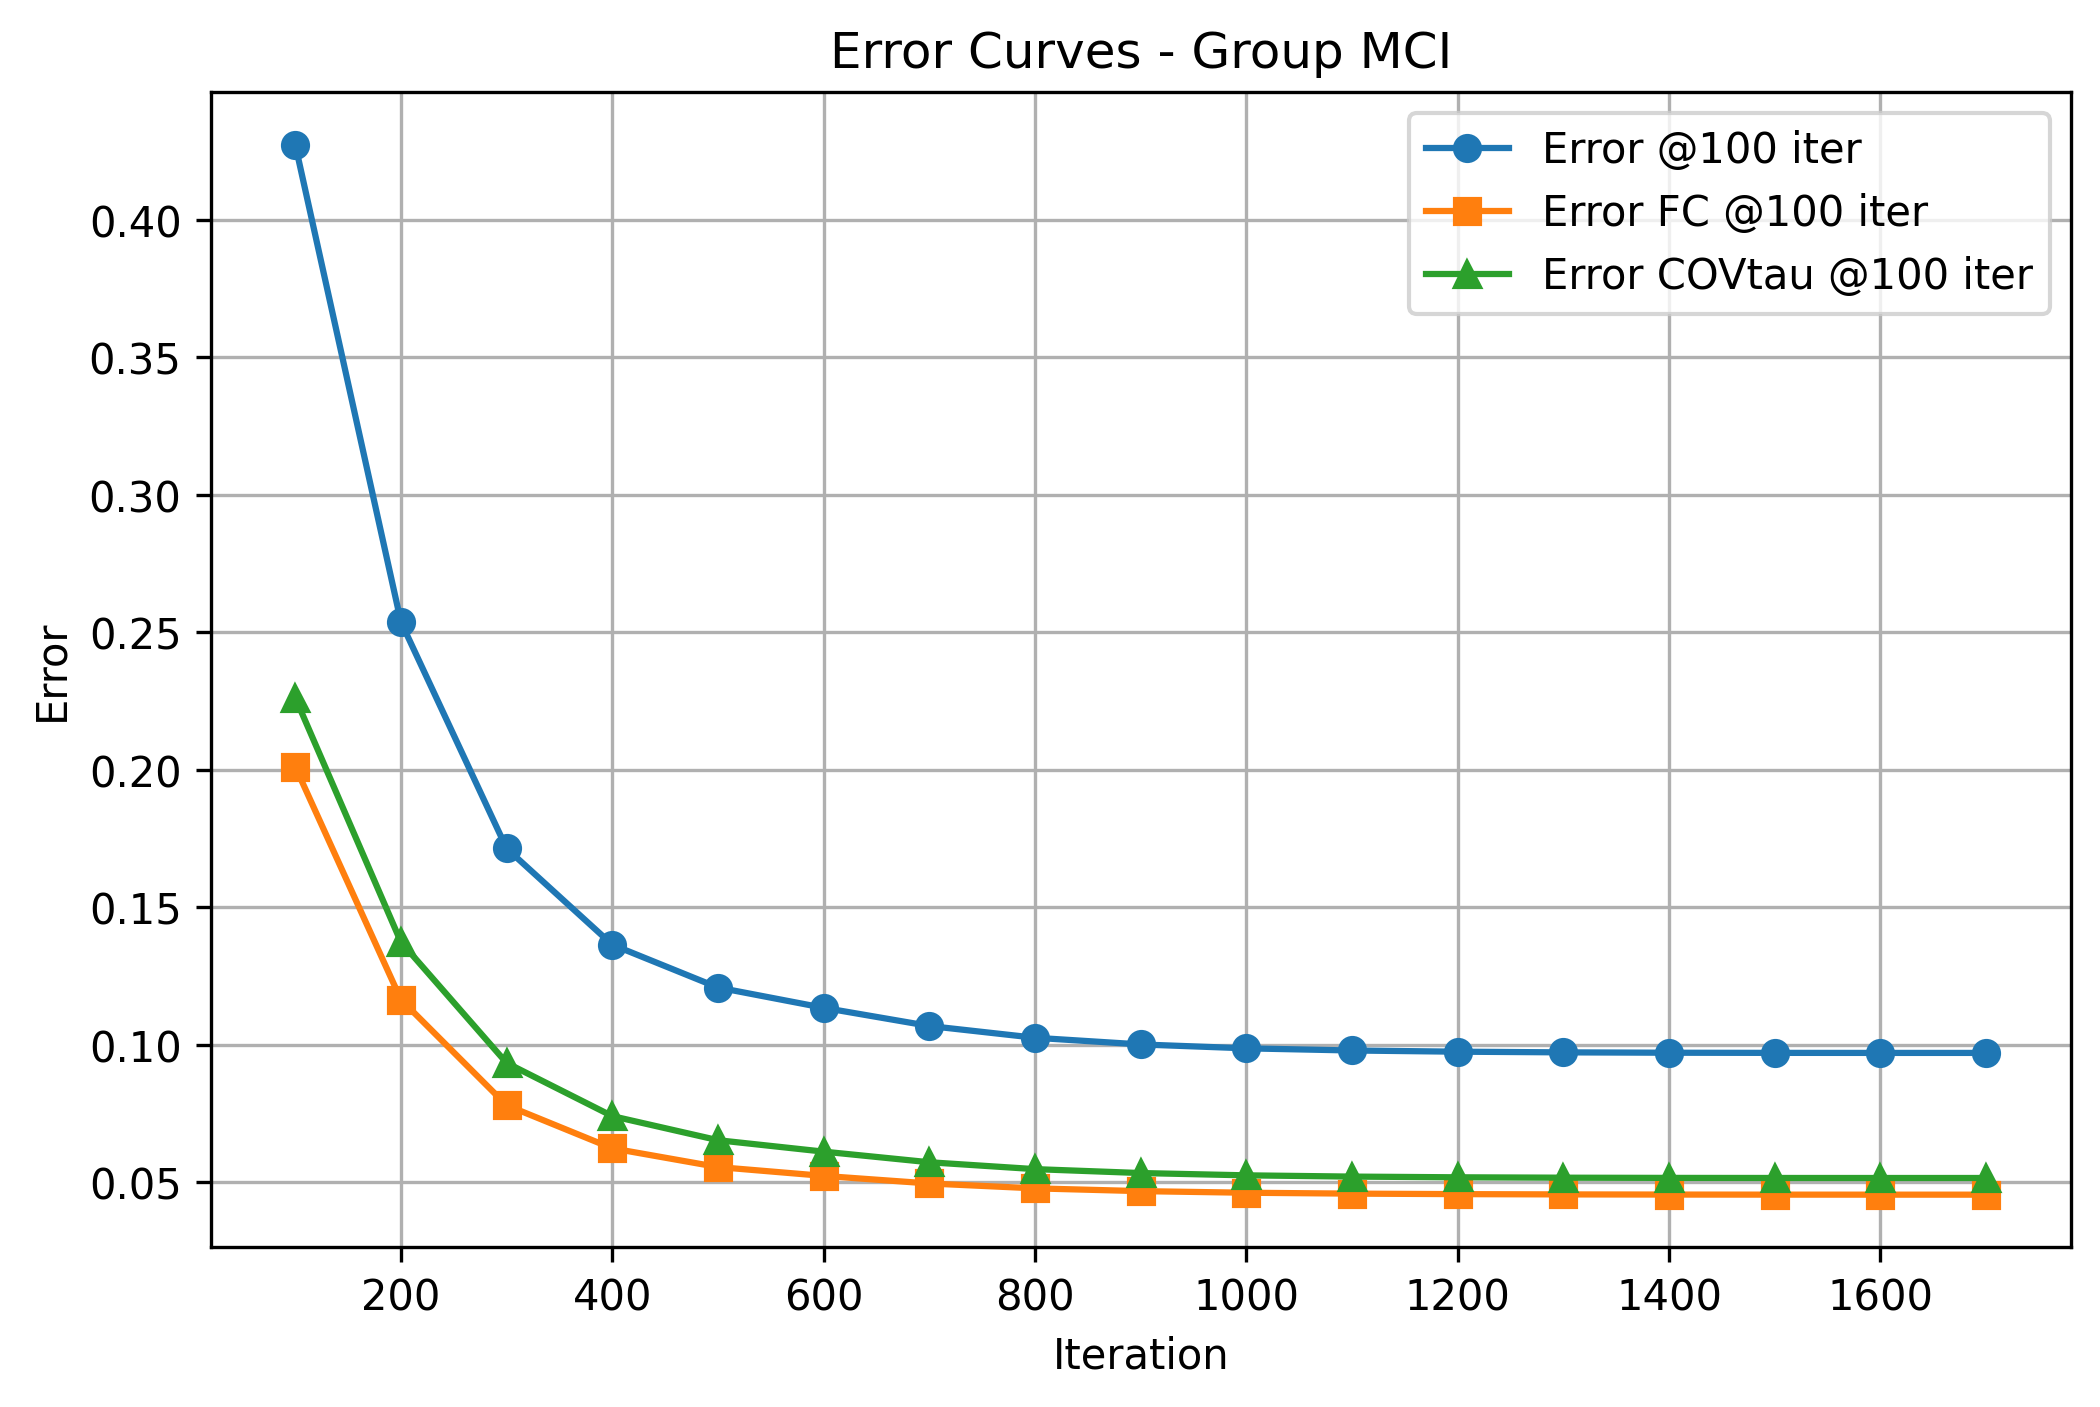 Error Curves - Group MCI
Error @100 iter
Error FC @100 iter
Error COVtau @100 iter
0.40
0.35
0.30
0.25
0.20
0.15
0.10
0.05
Error
200 400 600 800 1000 1200 1400 1600
Iteration